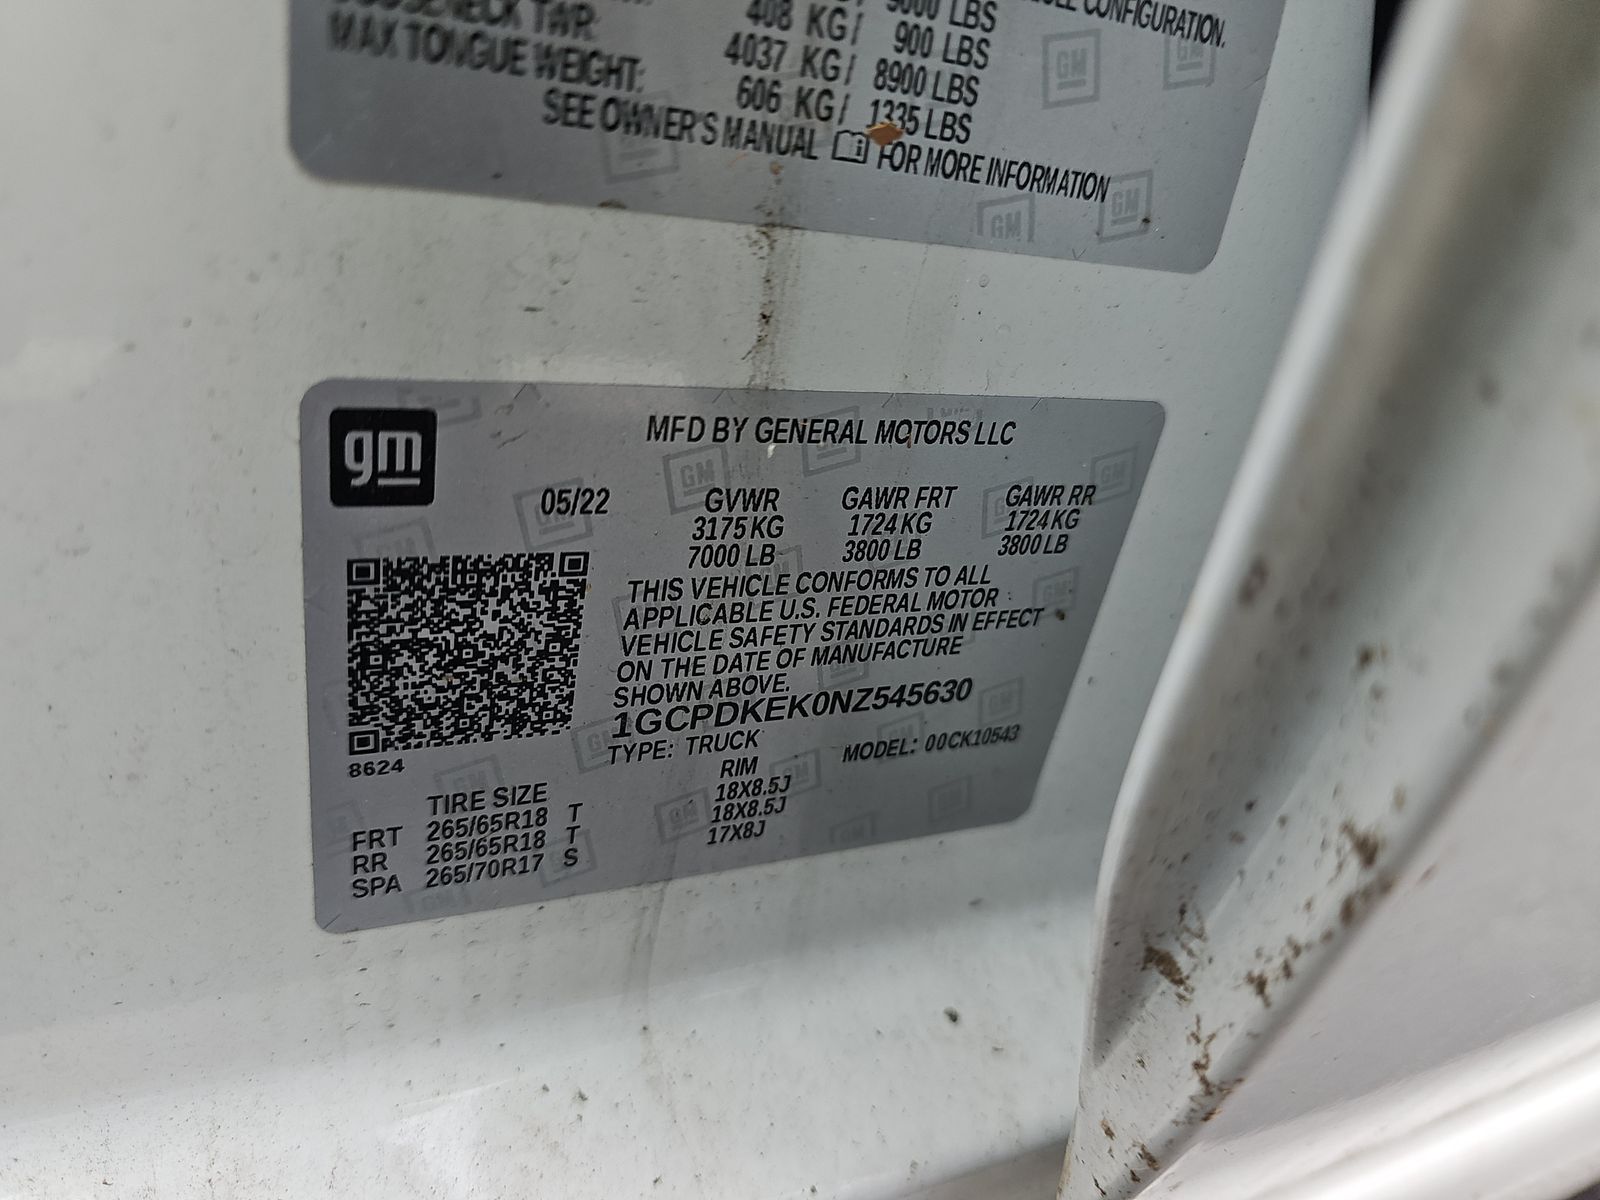 9000 LBS
CONFIGURATION.
GOOSENECK TWR: 408 KG/ 900 LBS
4037 KG/ 8900 LBS
MAX TONGUE WEIGHT: 606 KG/ 1335 LBS
SEE OWNER'S MANUAL FOR MORE INFORMATION
gm
MFD BY GENERAL MOTORS LLC
05/22 GVWR GAWR FRT GAWR RR
3175 KG 1724 KG 1724 KG
7000 LB 3800 LB 3800 LB
THIS VEHICLE CONFORMS TO ALL
APPLICABLE U.S. FEDERAL MOTOR
VEHICLE SAFETY STANDARDS IN EFFECT
ON THE DATE OF MANUFACTURE
SHOWN ABOVE.
1GCPDKEK0NZ545630
TYPE: TRUCK MODEL: 00CK10543
8624
TIRE SIZE RIM
FRT 265/65R18 T 18X8.5J
RR 265/65R18 T 18X8.5J
SPA 265/70R17 S 17X8J